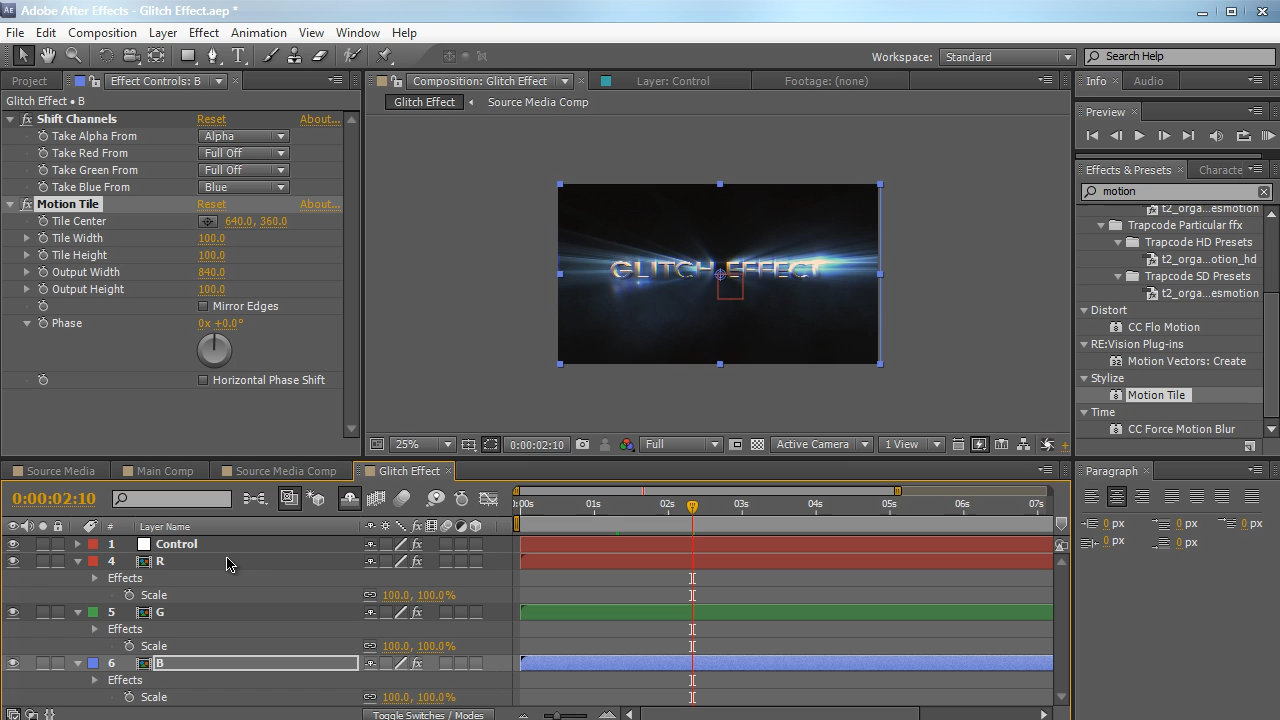 Adobe After Effects - Glitch Effect.aep *
File Edit Composition Layer Effect Animation View Window Help
Workspace: Standard Search Help
Project Effect Controls: B Composition: Glitch Effect Layer: Control Footage: (none) Info Audio
Glitch Effect • B
Glitch Effect Source Media Comp
Shift Channels Reset About...
Take Alpha From Alpha
Take Red From Full Off
Take Green From Full Off
Take Blue From Blue
Motion Tile Reset About...
Tile Center 640.0, 360.0
Tile Width 100.0
Tile Height 100.0
Output Width 840.0
Output Height 100.0
Mirror Edges
Phase 0x +0.0°
Horizontal Phase Shift
GLITCH EFFECT
25% 0:00:02:10 Full Active Camera 1 View
Preview
Effects & Presets Characte
motion
t2_orga...esmotion
Trapcode Particular ffx
Trapcode HD Presets
t2_orga...otion_hd
Trapcode SD Presets
t2_orga...esmotion
Distort
CC Flo Motion
RE:Vision Plug-ins
Motion Vectors: Create
Stylize
Motion Tile
Time
CC Force Motion Blur
Source Media Main Comp Source Media Comp Glitch Effect
0:00:02:10
# Layer Name
0:00s 01s 02s 03s 04s 05s 06s 07s
1 Control
4 R
Effects
Scale 100.0, 100.0%
5 G
Effects
Scale 100.0, 100.0%
6 B
Effects
Scale 100.0, 100.0%
Toggle Switches / Modes
Paragraph
0 px 0 px 0 px
0 px 0 px